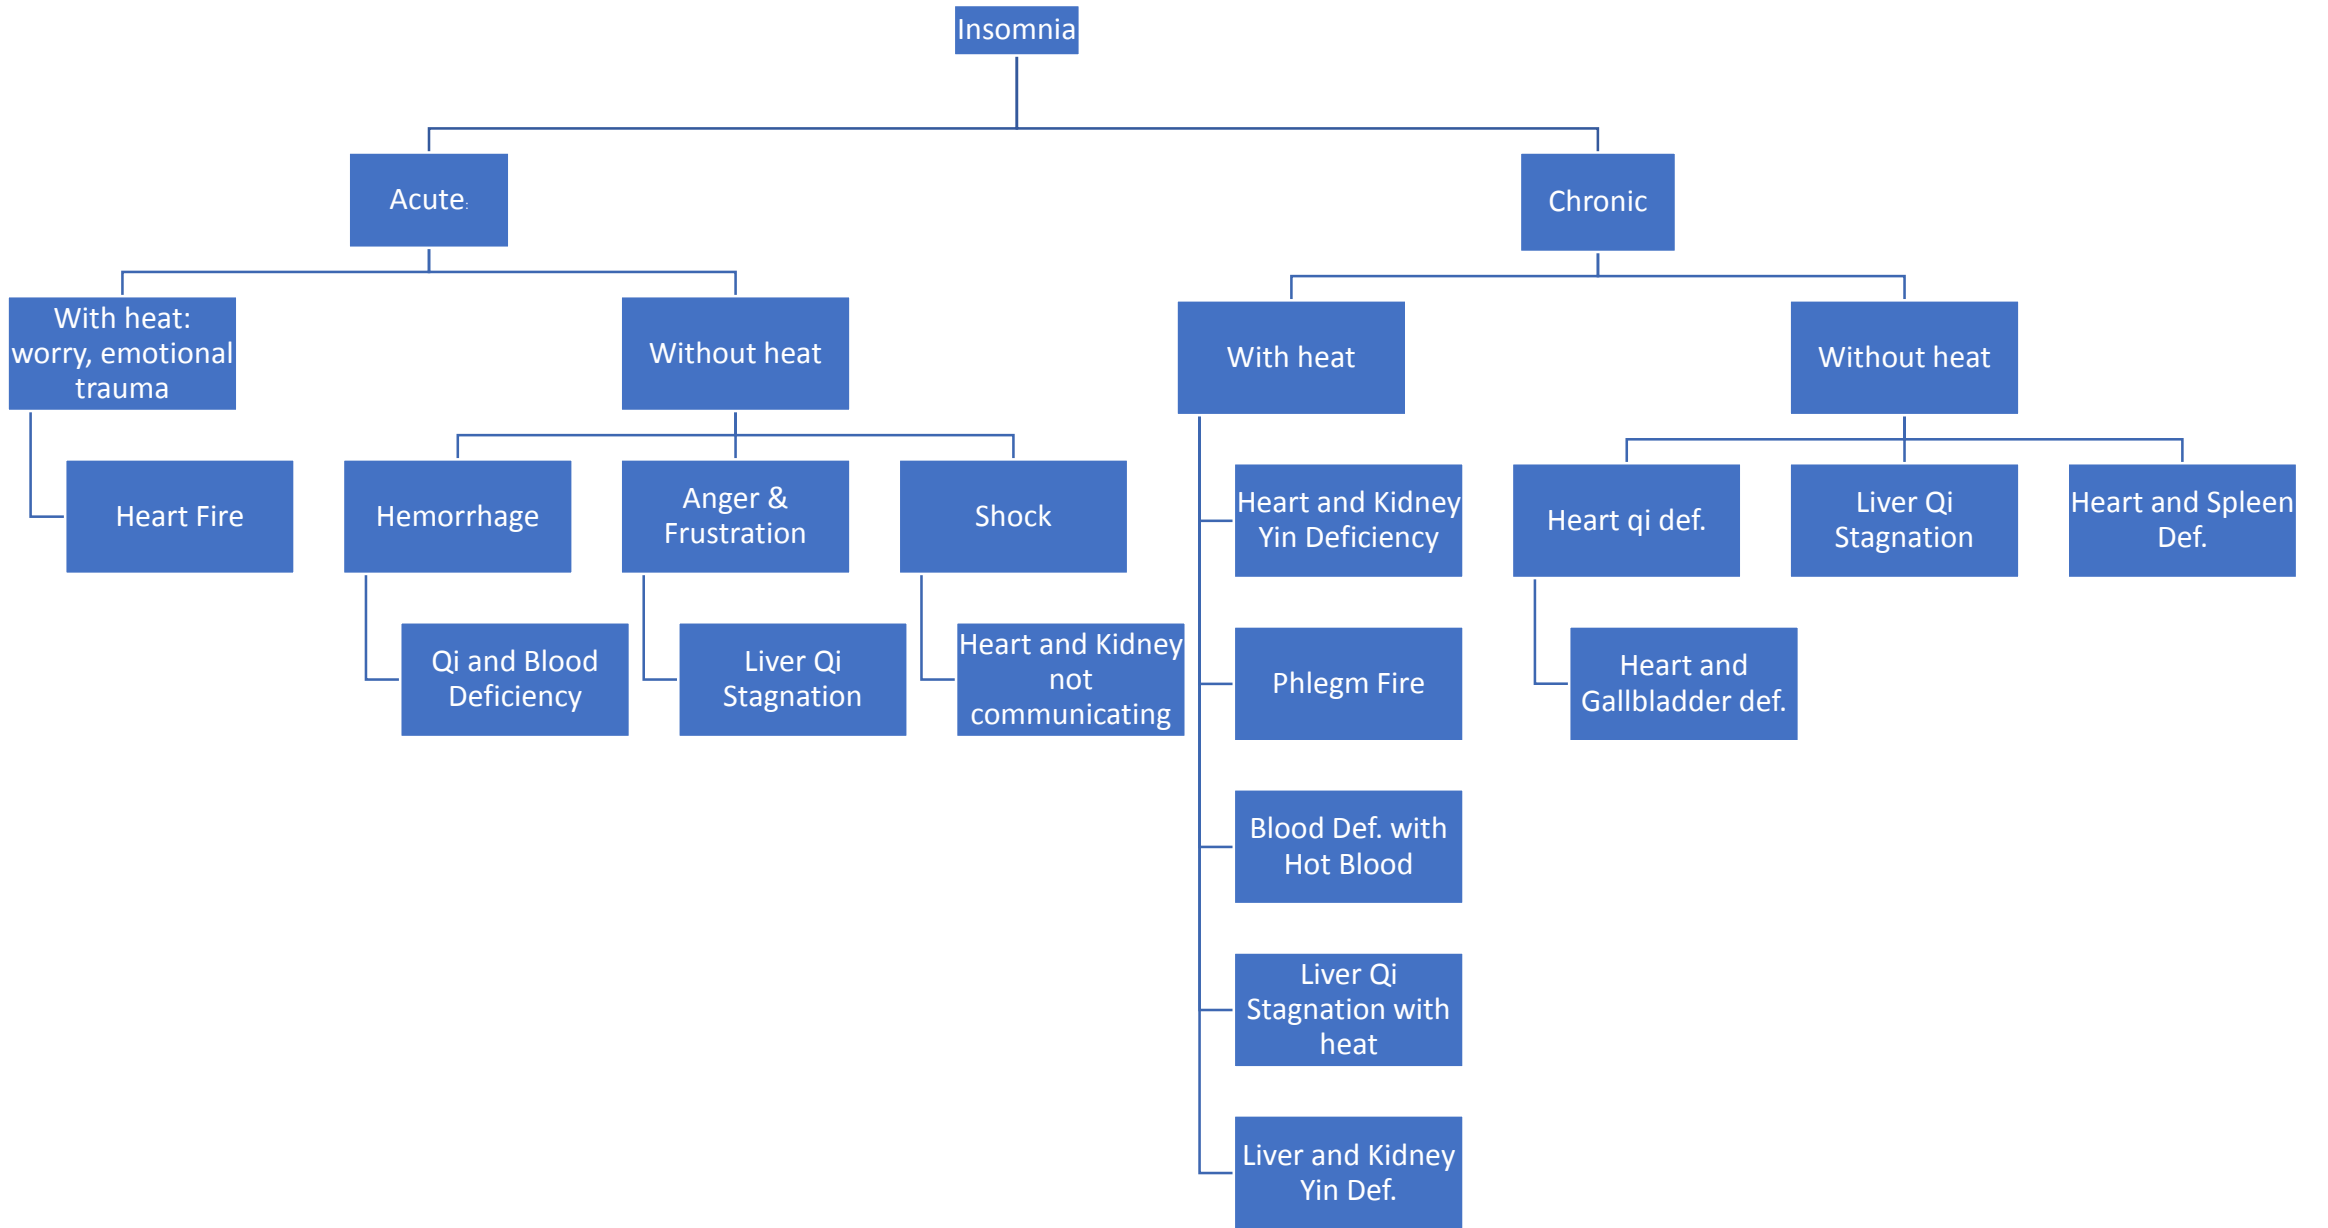 Insomnia
Acute:
Chronic
With heat:
worry, emotional
trauma
Without heat
With heat
Without heat
Heart Fire
Hemorrhage
Anger &
Frustration
Shock
Heart and Kidney
Yin Deficiency
Heart qi def.
Liver Qi
Stagnation
Heart and Spleen
Def.
Qi and Blood
Deficiency
Liver Qi
Stagnation
Heart and Kidney
not
communicating
Phlegm Fire
Heart and
Gallbladder def.
Blood Def. with
Hot Blood
Liver Qi
Stagnation with
heat
Liver and Kidney
Yin Def.